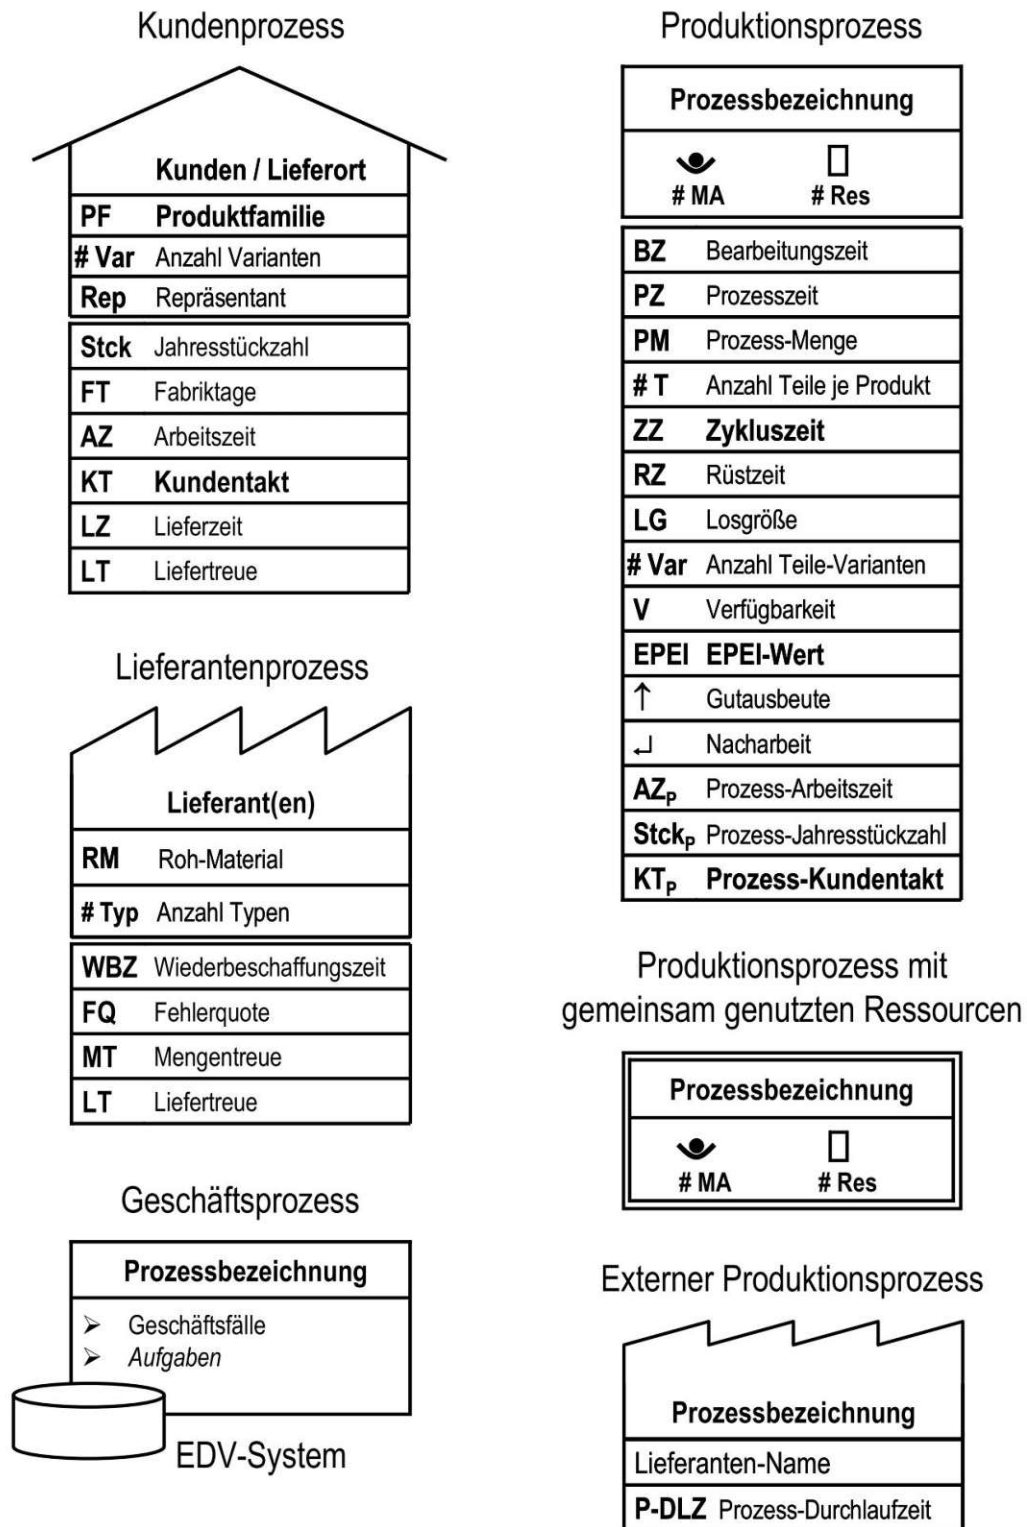 Kundenprozess
Kunden / Lieferort
PF Produktfamilie
# Var Anzahl Varianten
Rep Repräsentant
Stck Jahresstückzahl
FT Fabriktage
AZ Arbeitszeit
KT Kundentakt
LZ Lieferzeit
LT Liefertreue
Lieferantenprozess
Lieferant(en)
RM Roh-Material
# Typ Anzahl Typen
WBZ Wiederbeschaffungszeit
FQ Fehlerquote
MT Mengentreue
LT Liefertreue
Geschäftsprozess
Prozessbezeichnung
➢ Geschäftsfälle
➢ Aufgaben
EDV-System
Produktionsprozess
Prozessbezeichnung
# MA # Res
BZ Bearbeitungszeit
PZ Prozesszeit
PM Prozess-Menge
# T Anzahl Teile je Produkt
ZZ Zykluszeit
RZ Rüstzeit
LG Losgröße
# Var Anzahl Teile-Varianten
V Verfügbarkeit
EPEI EPEI-Wert
↑ Gutausbeute
↵ Nacharbeit
AZP Prozess-Arbeitszeit
StckP Prozess-Jahresstückzahl
KTP Prozess-Kundentakt
Produktionsprozess mit
gemeinsam genutzten Ressourcen
Prozessbezeichnung
# MA # Res
Externer Produktionsprozess
Prozessbezeichnung
Lieferanten-Name
P-DLZ Prozess-Durchlaufzeit